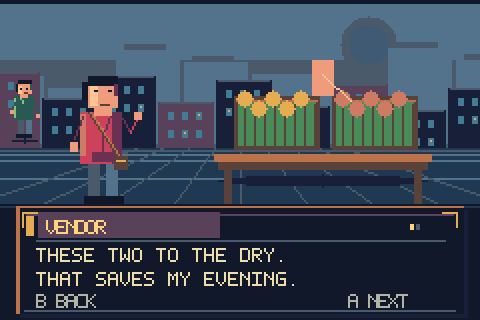 VENDOR
THESE TWO TO THE DRY.
THAT SAVES MY EVENING.
B BACK
A NEXT